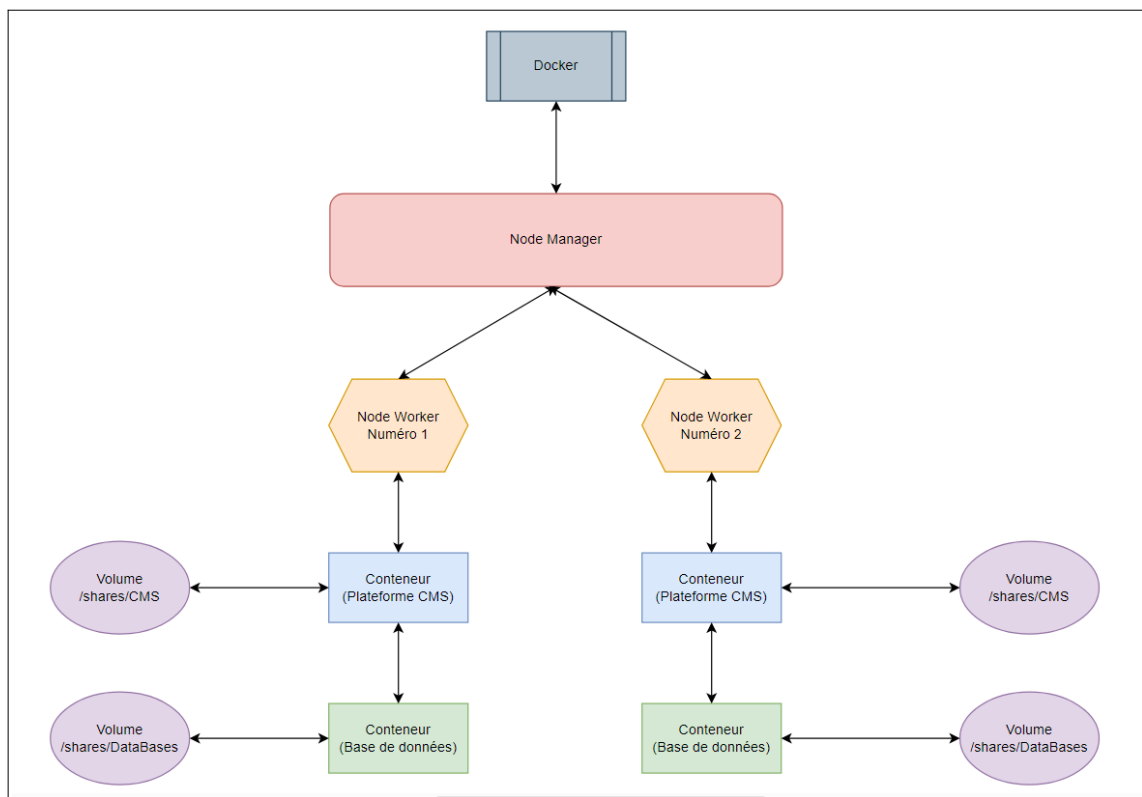 Docker
Node Manager
Node Worker
Numéro 1
Node Worker
Numéro 2
Volume
/shares/CMS
Conteneur
(Plateforme CMS)
Conteneur
(Plateforme CMS)
Volume
/shares/CMS
Volume
/shares/DataBases
Conteneur
(Base de données)
Conteneur
(Base de données)
Volume
/shares/DataBases